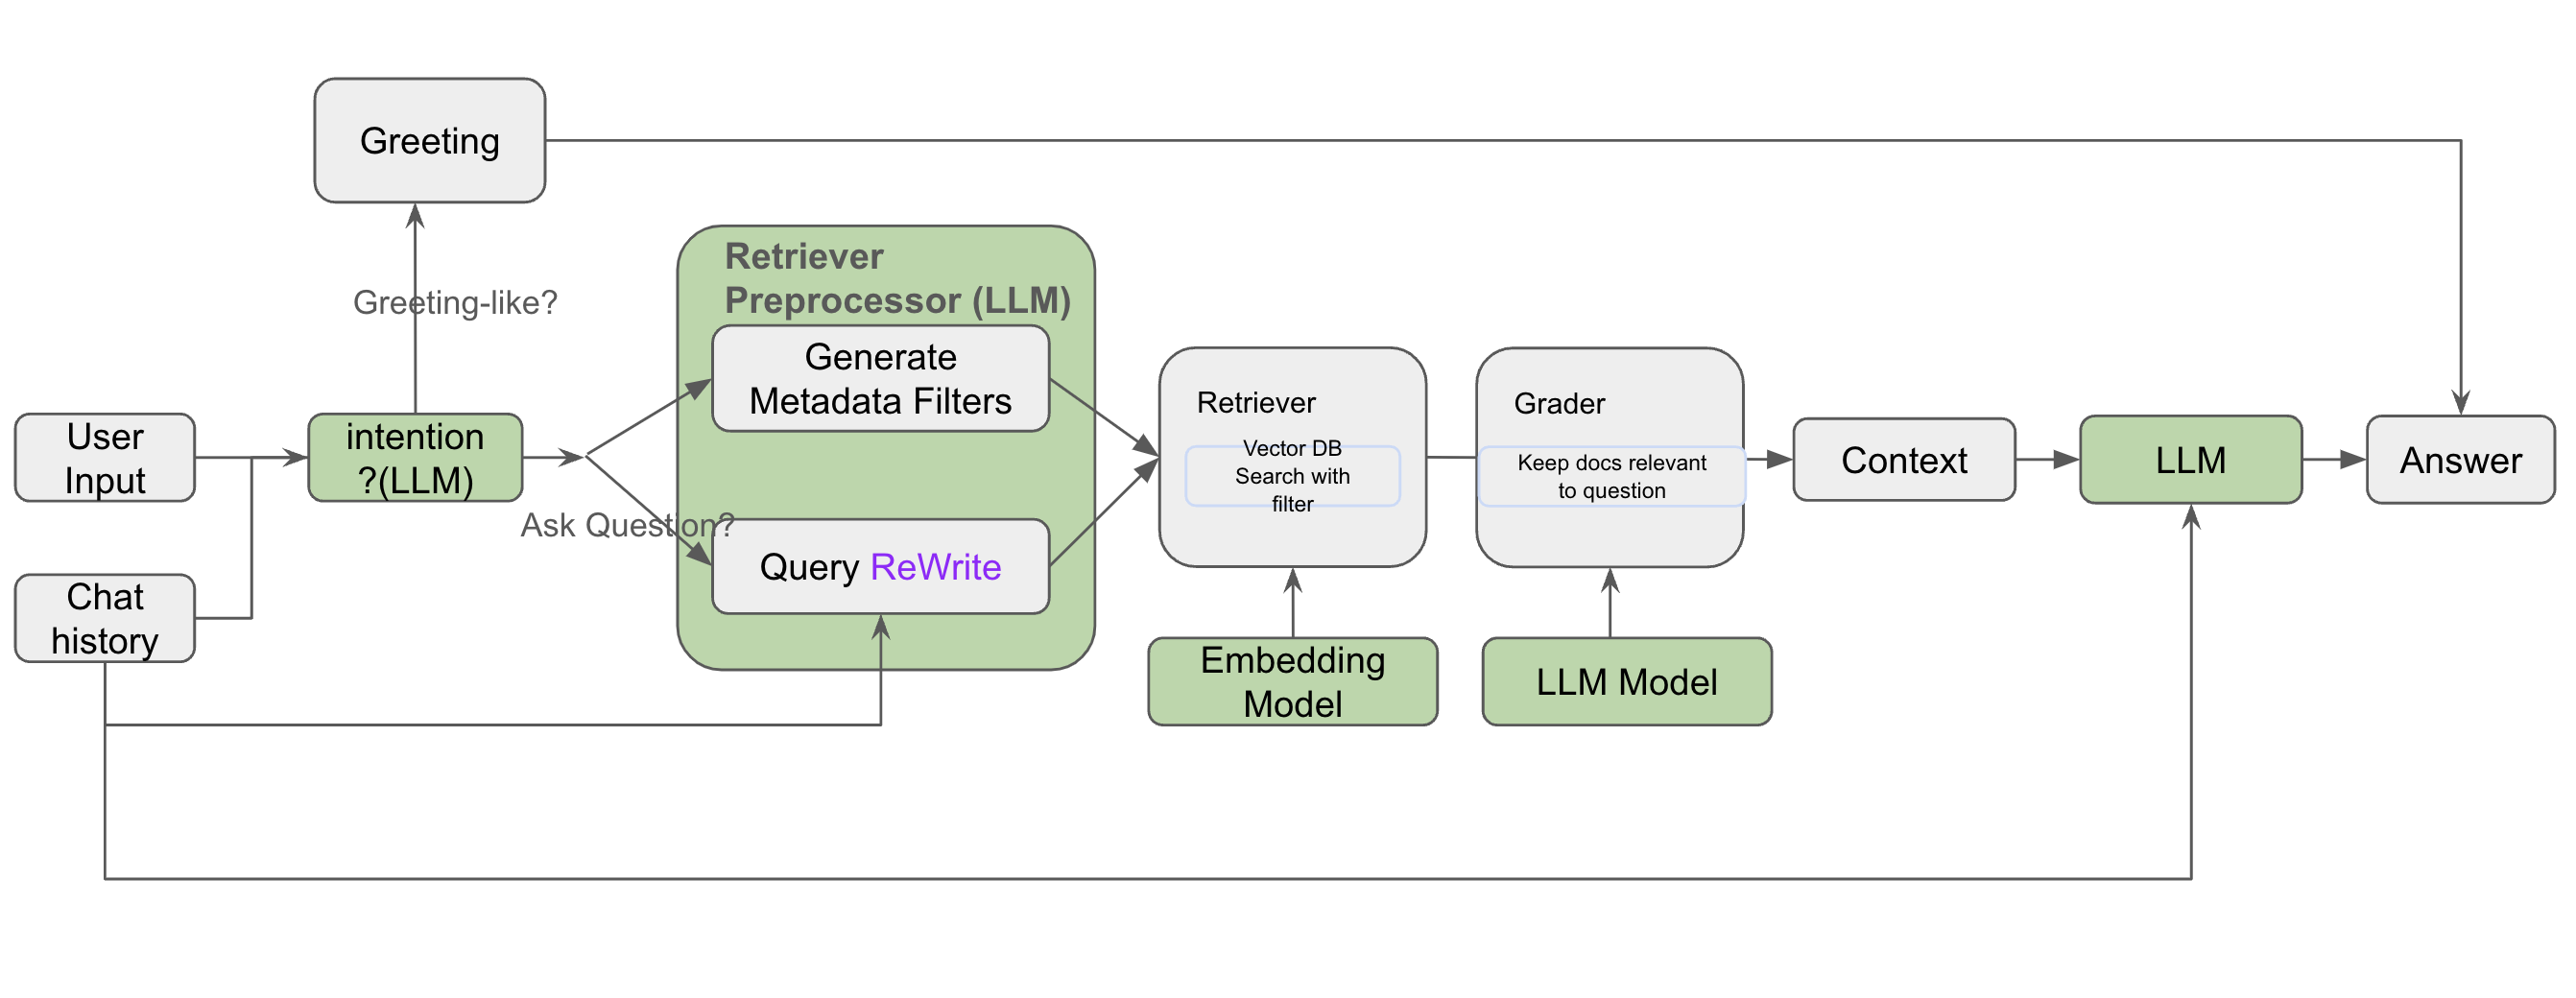 Greeting
Greeting-like?
User
Input
Chat
history
intention
?(LLM)
Ask Question?
Retriever
Preprocessor (LLM)
Generate
Metadata Filters
Query ReWrite
Retriever
Vector DB
Search with
filter
Embedding
Model
Grader
Keep docs relevant
to question
LLM Model
Context
LLM
Answer